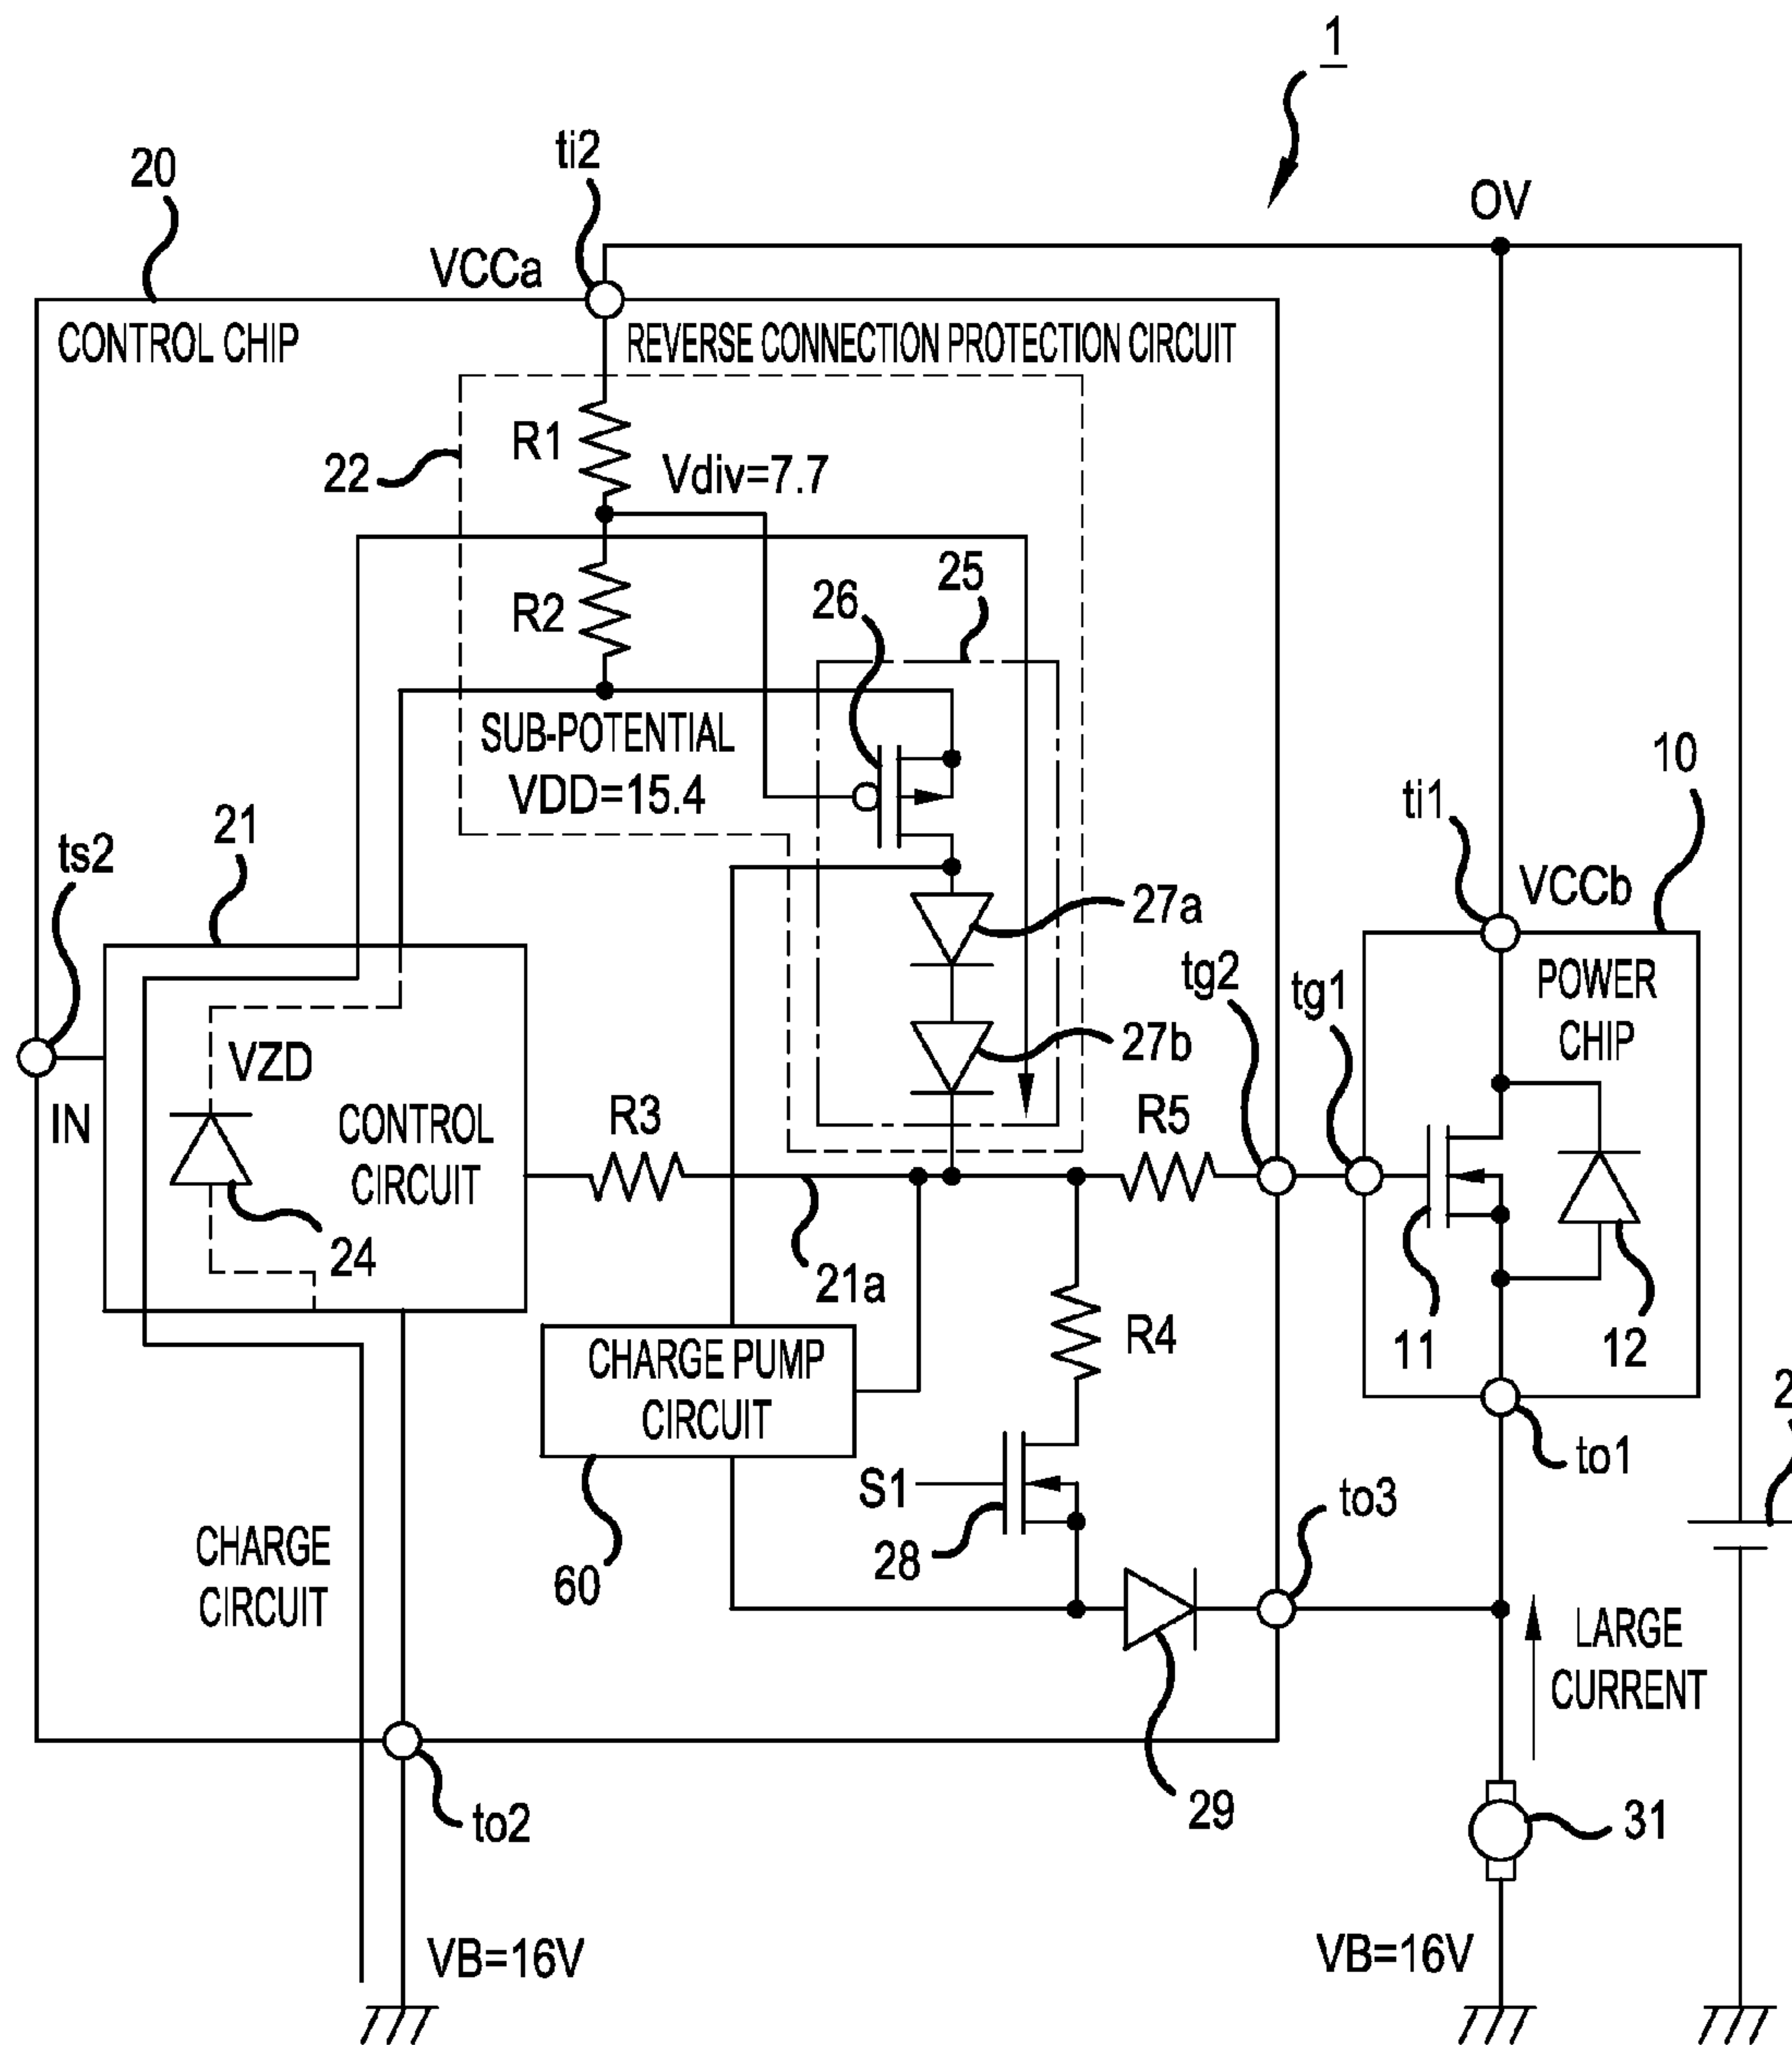 1
20
ti2
OV
VCCa
CONTROL CHIP
REVERSE CONNECTION PROTECTION CIRCUIT
R1
22
Vdiv=7.7
25
R2
26
SUB-POTENTIAL
VDD=15.4
10
21
ts2
ti1
VCCb
27a
tg2
tg1
POWER
CHIP
VZD
27b
IN
CONTROL
CIRCUIT
R3
R5
24
21a
R4
11
12
CHARGE PUMP
CIRCUIT
2
to1
S1
to3
CHARGE
CIRCUIT
60
28
LARGE
CURRENT
29
to2
31
VB=16V
VB=16V